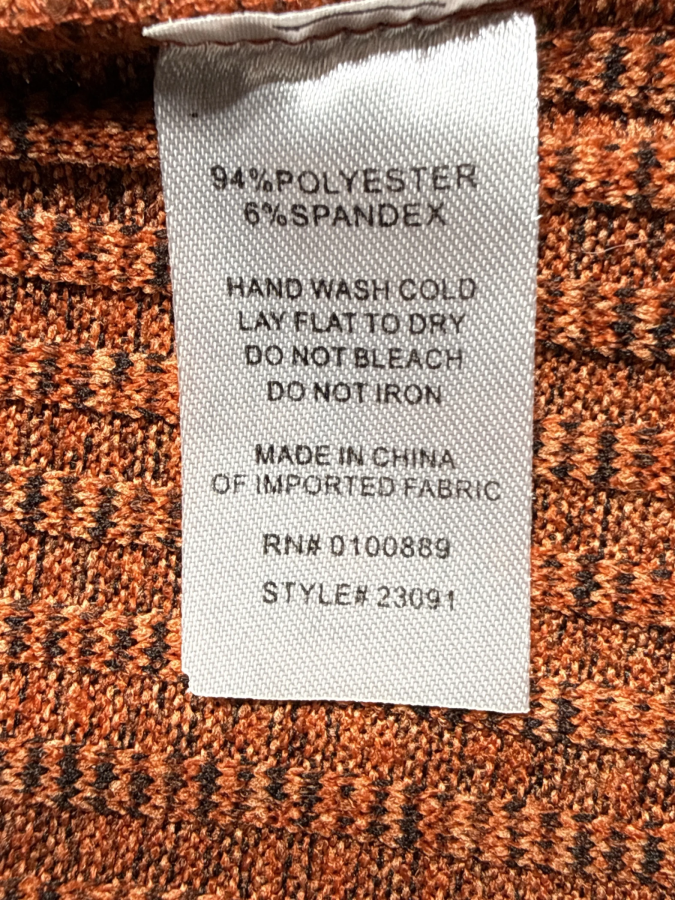 94%POLYESTER
6%SPANDEX
HAND WASH COLD
LAY FLAT TO DRY
DO NOT BLEACH
DO NOT IRON
MADE IN CHINA
OF IMPORTED FABRIC
RN# 0100889
STYLE# 23091